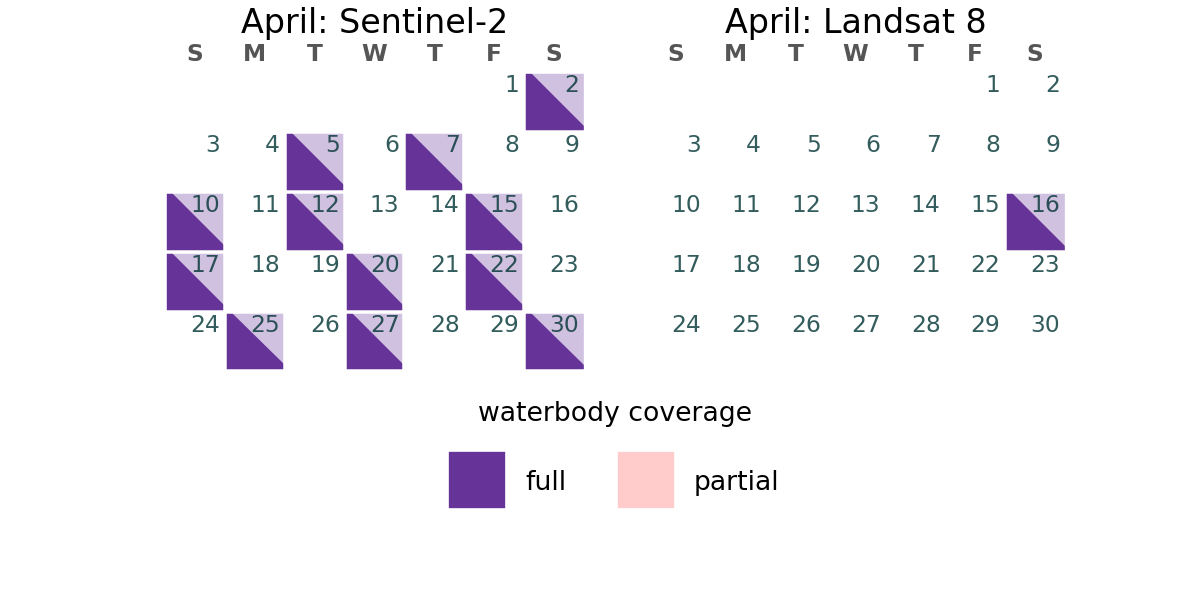 April: Sentinel-2
S M T W T F S
1 2
3 4 5 6 7 8 9
10 11 12 13 14 15 16
17 18 19 20 21 22 23
24 25 26 27 28 29 30
April: Landsat 8
S M T W T F S
1 2
3 4 5 6 7 8 9
10 11 12 13 14 15 16
17 18 19 20 21 22 23
24 25 26 27 28 29 30
waterbody coverage
full
partial